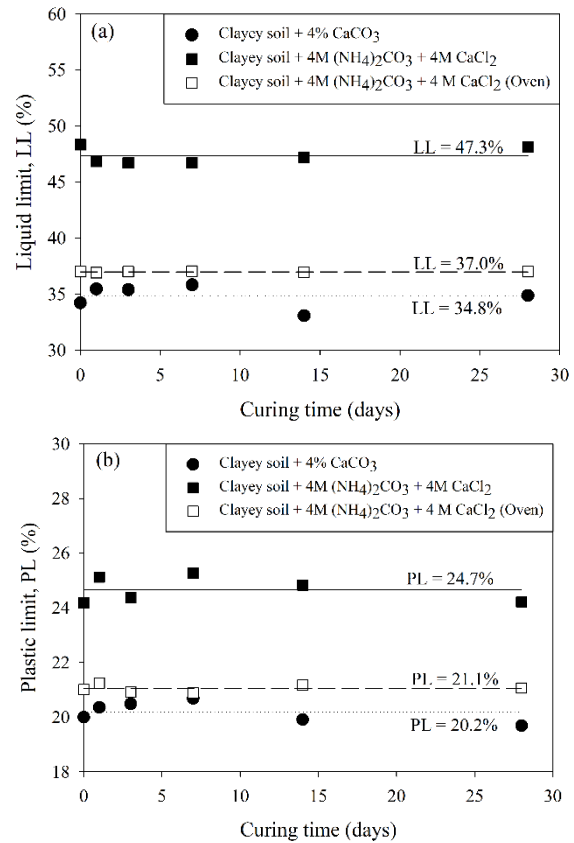 (a)
Clayey soil + 4% CaCO3
Clayey soil + 4M (NH4)2CO3 + 4M CaCl2
Clayey soil + 4M (NH4)2CO3 + 4 M CaCl2 (Oven)
60
50
45
40
35
30
Liquid limit, LL (%)
LL = 47.3%
LL = 37.0%
LL = 34.8%
0 5 10 15 20 25 30
Curing time (days)
(b)
Clayey soil + 4% CaCO3
Clayey soil + 4M (NH4)2CO3 + 4M CaCl2
Clayey soil + 4M (NH4)2CO3 + 4 M CaCl2 (Oven)
30
28
26
24
22
20
18
Plastic limit, PL (%)
PL = 24.7%
PL = 21.1%
PL = 20.2%
0 5 10 15 20 25 30
Curing time (days)